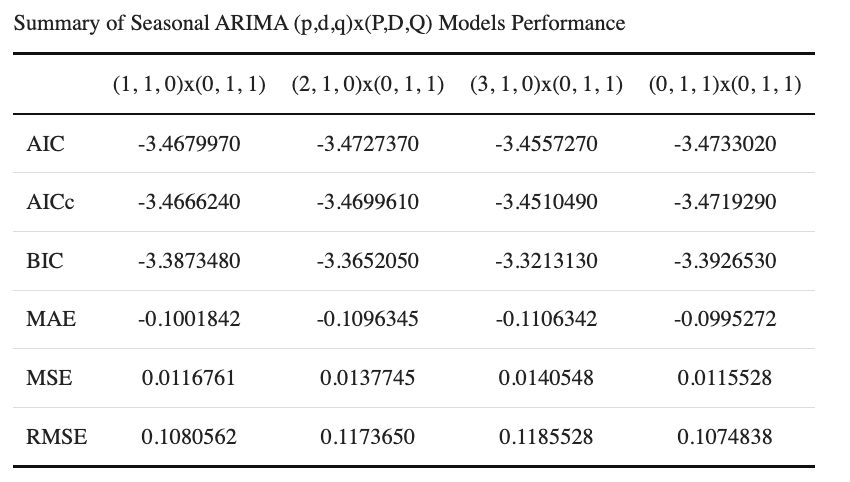 Summary of Seasonal ARIMA (p,d,q)x(P,D,Q) Models Performance
(1, 1, 0)x(0, 1, 1) (2, 1, 0)x(0, 1, 1) (3, 1, 0)x(0, 1, 1) (0, 1, 1)x(0, 1, 1)
AIC -3.4679970 -3.4727370 -3.4557270 -3.4733020
AICc -3.4666240 -3.4699610 -3.4510490 -3.4719290
BIC -3.3873480 -3.3652050 -3.3213130 -3.3926530
MAE -0.1001842 -0.1096345 -0.1106342 -0.0995272
MSE 0.0116761 0.0137745 0.0140548 0.0115528
RMSE 0.1080562 0.1173650 0.1185528 0.1074838